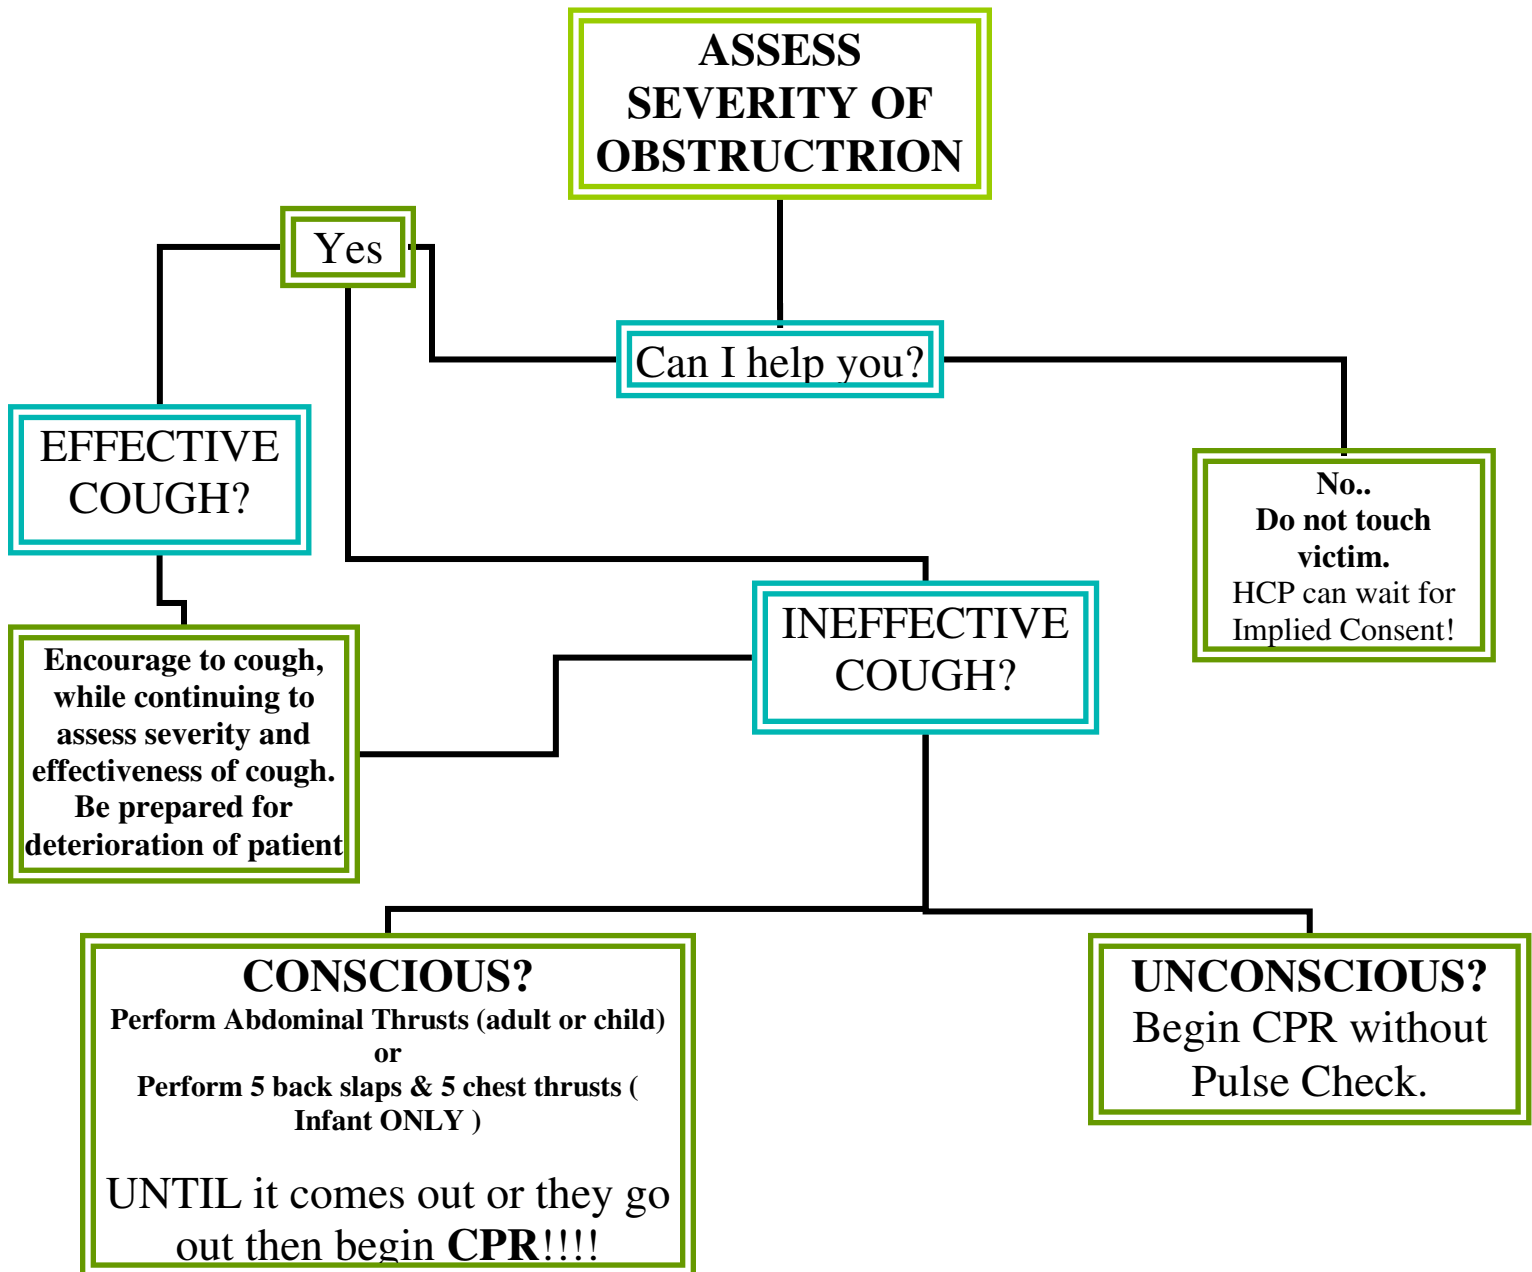 ASSESS
SEVERITY OF
OBSTRUCTRION
Yes
Can I help you?
EFFECTIVE
COUGH?
No..
Do not touch
victim.
HCP can wait for
Implied Consent!
INEFFECTIVE
COUGH?
Encourage to cough,
while continuing to
assess severity and
effectiveness of cough.
Be prepared for
deterioration of patient
CONSCIOUS?
Perform Abdominal Thrusts (adult or child)
or
Perform 5 back slaps & 5 chest thrusts (
Infant ONLY )
UNTIL it comes out or they go
out then begin CPR!!!!
UNCONSCIOUS?
Begin CPR without
Pulse Check.